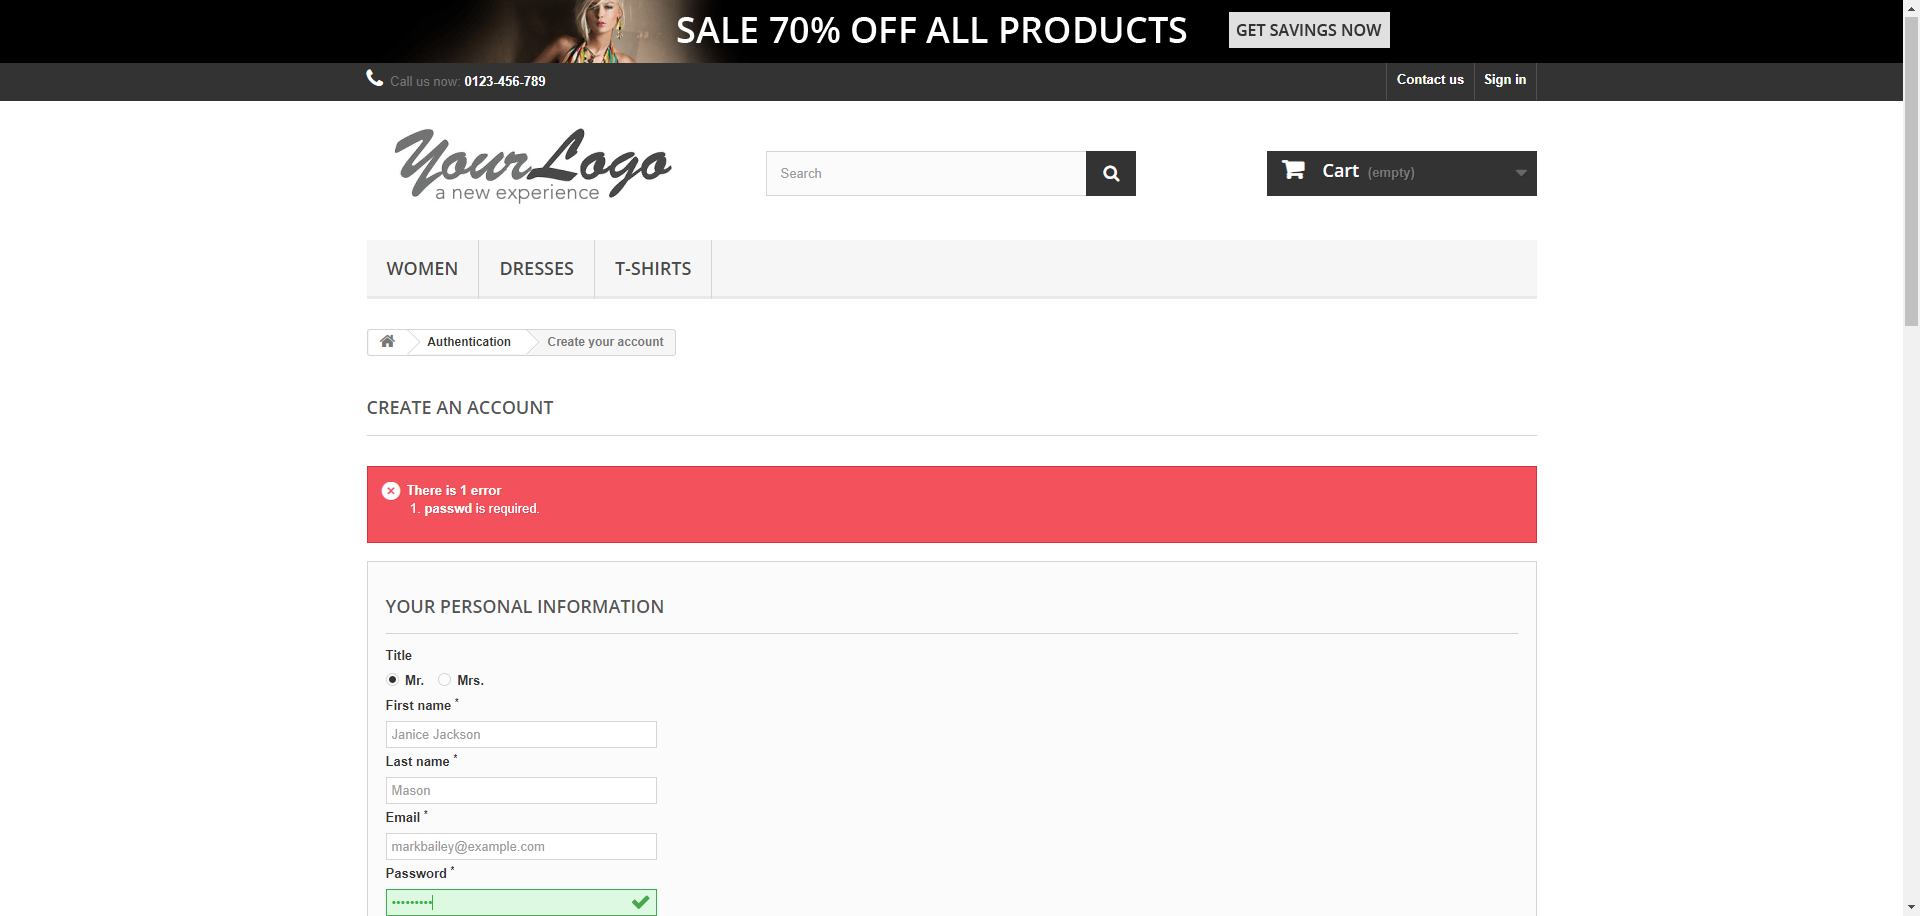 SALE 70% OFF ALL PRODUCTS GET SAVINGS NOW
Call us now: 0123-456-789 Contact us Sign in
YourLogo
a new experience
Search
Cart (empty)
WOMEN DRESSES T-SHIRTS
Authentication Create your account
CREATE AN ACCOUNT
There is 1 error
1. passwd is required.
YOUR PERSONAL INFORMATION
Title
Mr. Mrs.
First name *
Janice Jackson
Last name *
Mason
Email *
markbailey@example.com
Password *
•••••••••